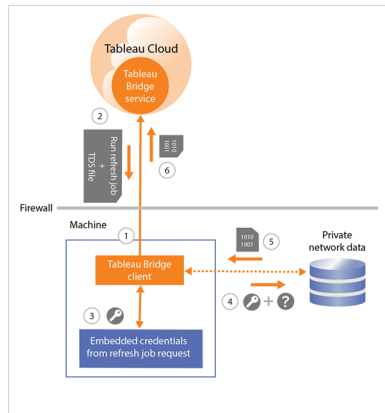 Tableau Cloud
Tableau
Bridge
service
2
Run refresh job
+
TDS file
1010
1001
6
Firewall
Machine
1
1010
1001
5
Private
network data
Tableau Bridge
client
4
+
?
3
Embedded credentials
from refresh job request